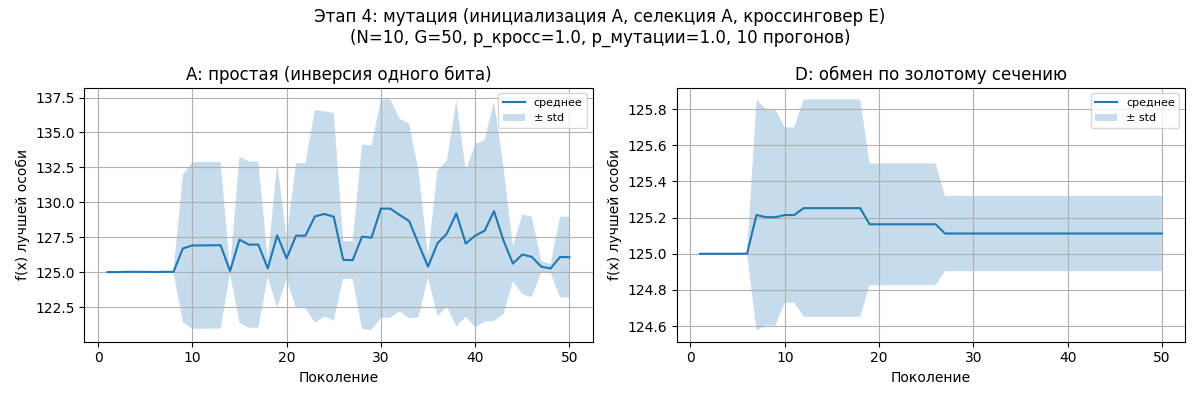 Этап 4: мутация (инициализация A, селекция A, кроссинговер E)
(N=10, G=50, p_кросс=1.0, p_мутации=1.0, 10 прогонов)
A: простая (инверсия одного бита)
f(x) лучшей особи
137.5
135.0
132.5
130.0
127.5
125.0
122.5
среднее
± std
0
10
20
30
40
50
Поколение
D: обмен по золотому сечению
f(x) лучшей особи
125.8
125.6
125.4
125.2
125.0
124.8
124.6
среднее
± std
0
10
20
30
40
50
Поколение